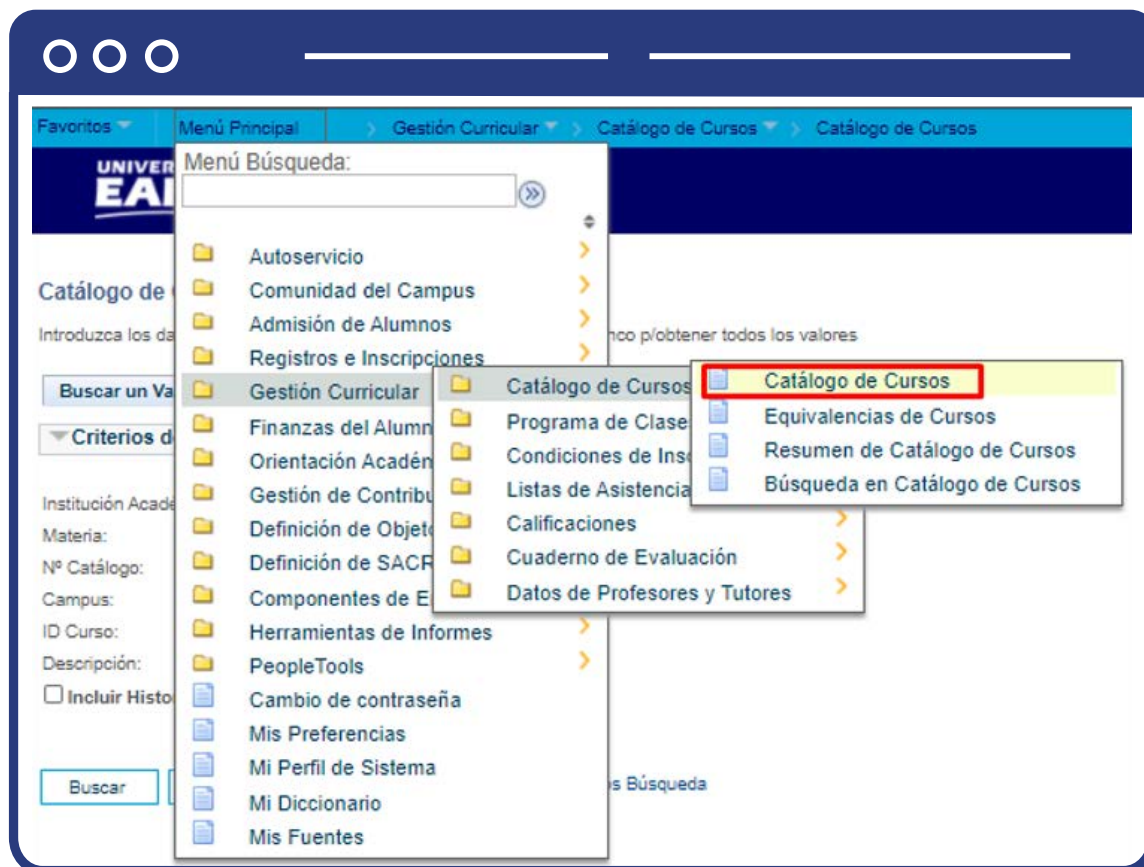 Favoritos Menú Principal Gestión Curricular Catálogo de Cursos Catálogo de Cursos
UNIVER
EA
Menú Búsqueda:
Autoservicio
Comunidad del Campus
Admisión de Alumnos
Registros e Inscripciones
Gestión Curricular
Finanzas del Alumn
Orientación Académ
Gestión de Contribu
Definición de Objeto
Definición de SACR
Componentes de E
Herramientas de Informes
PeopleTools
Cambio de contraseña
Mis Preferencias
Mi Perfil de Sistema
Mi Diccionario
Mis Fuentes
Catálogo de Cursos
Programa de Clase
Condiciones de Ins
Listas de Asistencia
Calificaciones
Cuaderno de Evaluación
Datos de Profesores y Tutores
Catálogo de Cursos
Equivalencias de Cursos
Resumen de Catálogo de Cursos
Búsqueda en Catálogo de Cursos
Catálogo de
Introduzca los da nco p/obtener todos los valores
Buscar un Va
Criterios d
Institución Acade
Materia:
Nº Catálogo:
Campus:
ID Curso:
Descripción:
Incluir Histo
Buscar s Búsqueda